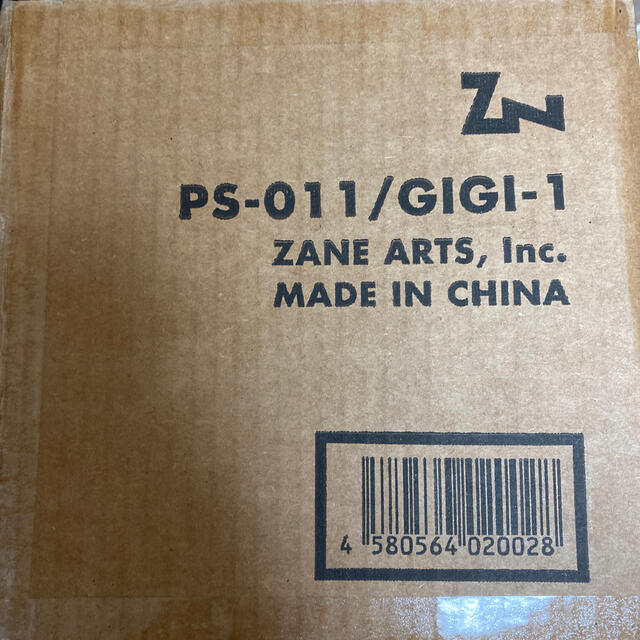 ZN
PS-011/GIGI-1
ZANE ARTS, Inc.
MADE IN CHINA
4 580564 020028